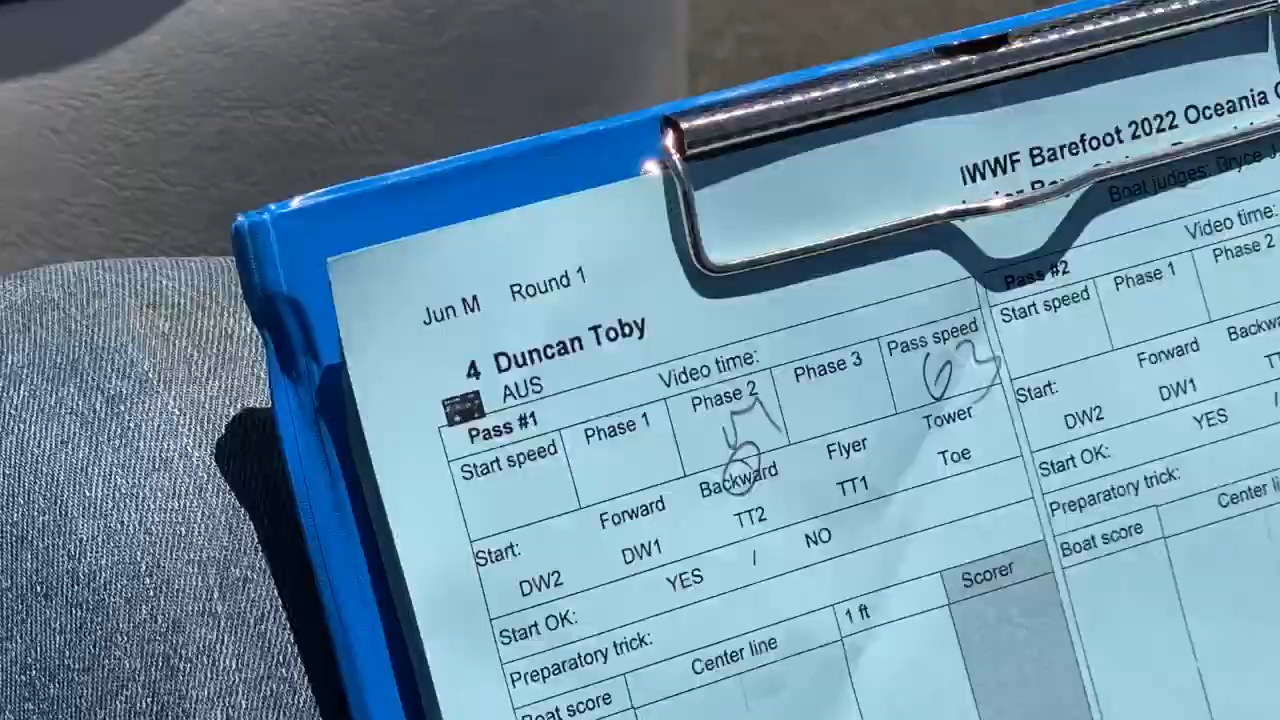 IWWF Barefoot 2022 Oceania
Boat judges: Bryce J
Jun M Round 1
4 Duncan Toby
AUS
Video time:
Pass #1
Start speed Phase 1 Phase 2 Phase 3 Pass speed
57 63
Start: Forward Backward Flyer Tower
DW2 DW1 TT2 TT1 Toe
Start OK: YES / NO
Preparatory trick:
Boat score Center line 1 ft Scorer
Pass #2
Video time:
Start speed Phase 1 Phase 2
Start: Forward
DW2 DW1
Start OK: YES /
Preparatory trick:
Boat score Center